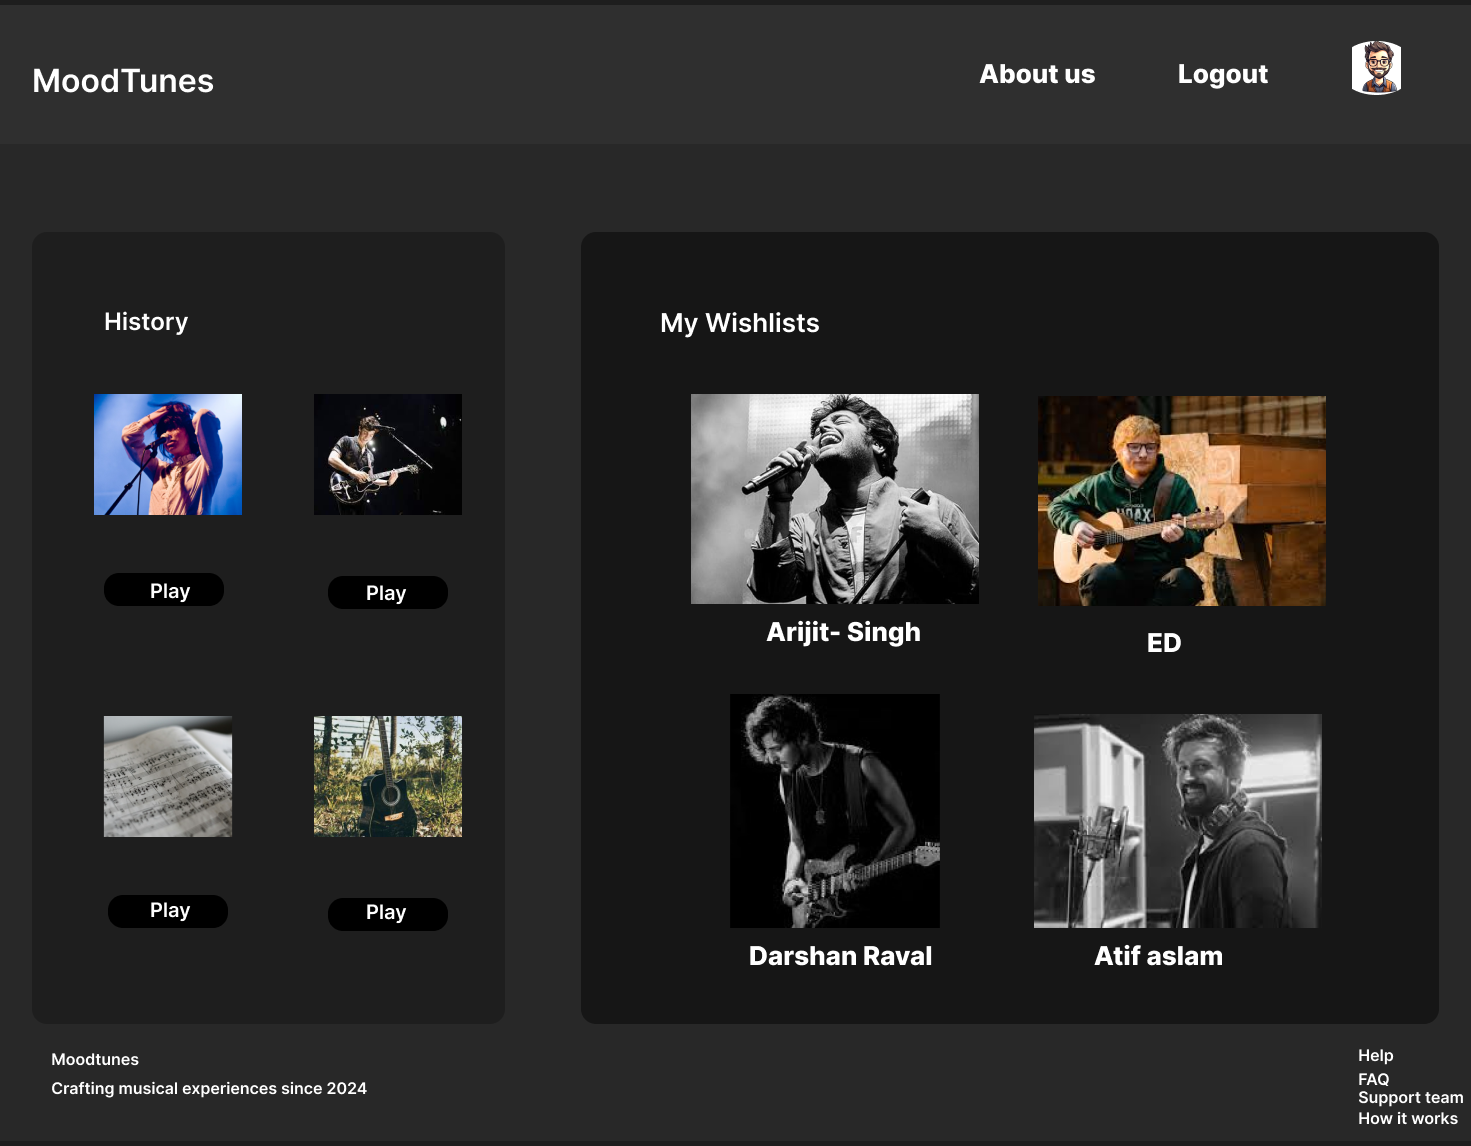 MoodTunes
About us
Logout
History
My Wishlists
HOAX
Play
Play
Arijit- Singh
ED
Play
Play
Darshan Raval
Atif aslam
Moodtunes
Crafting musical experiences since 2024
Help
FAQ
Support team
How it works